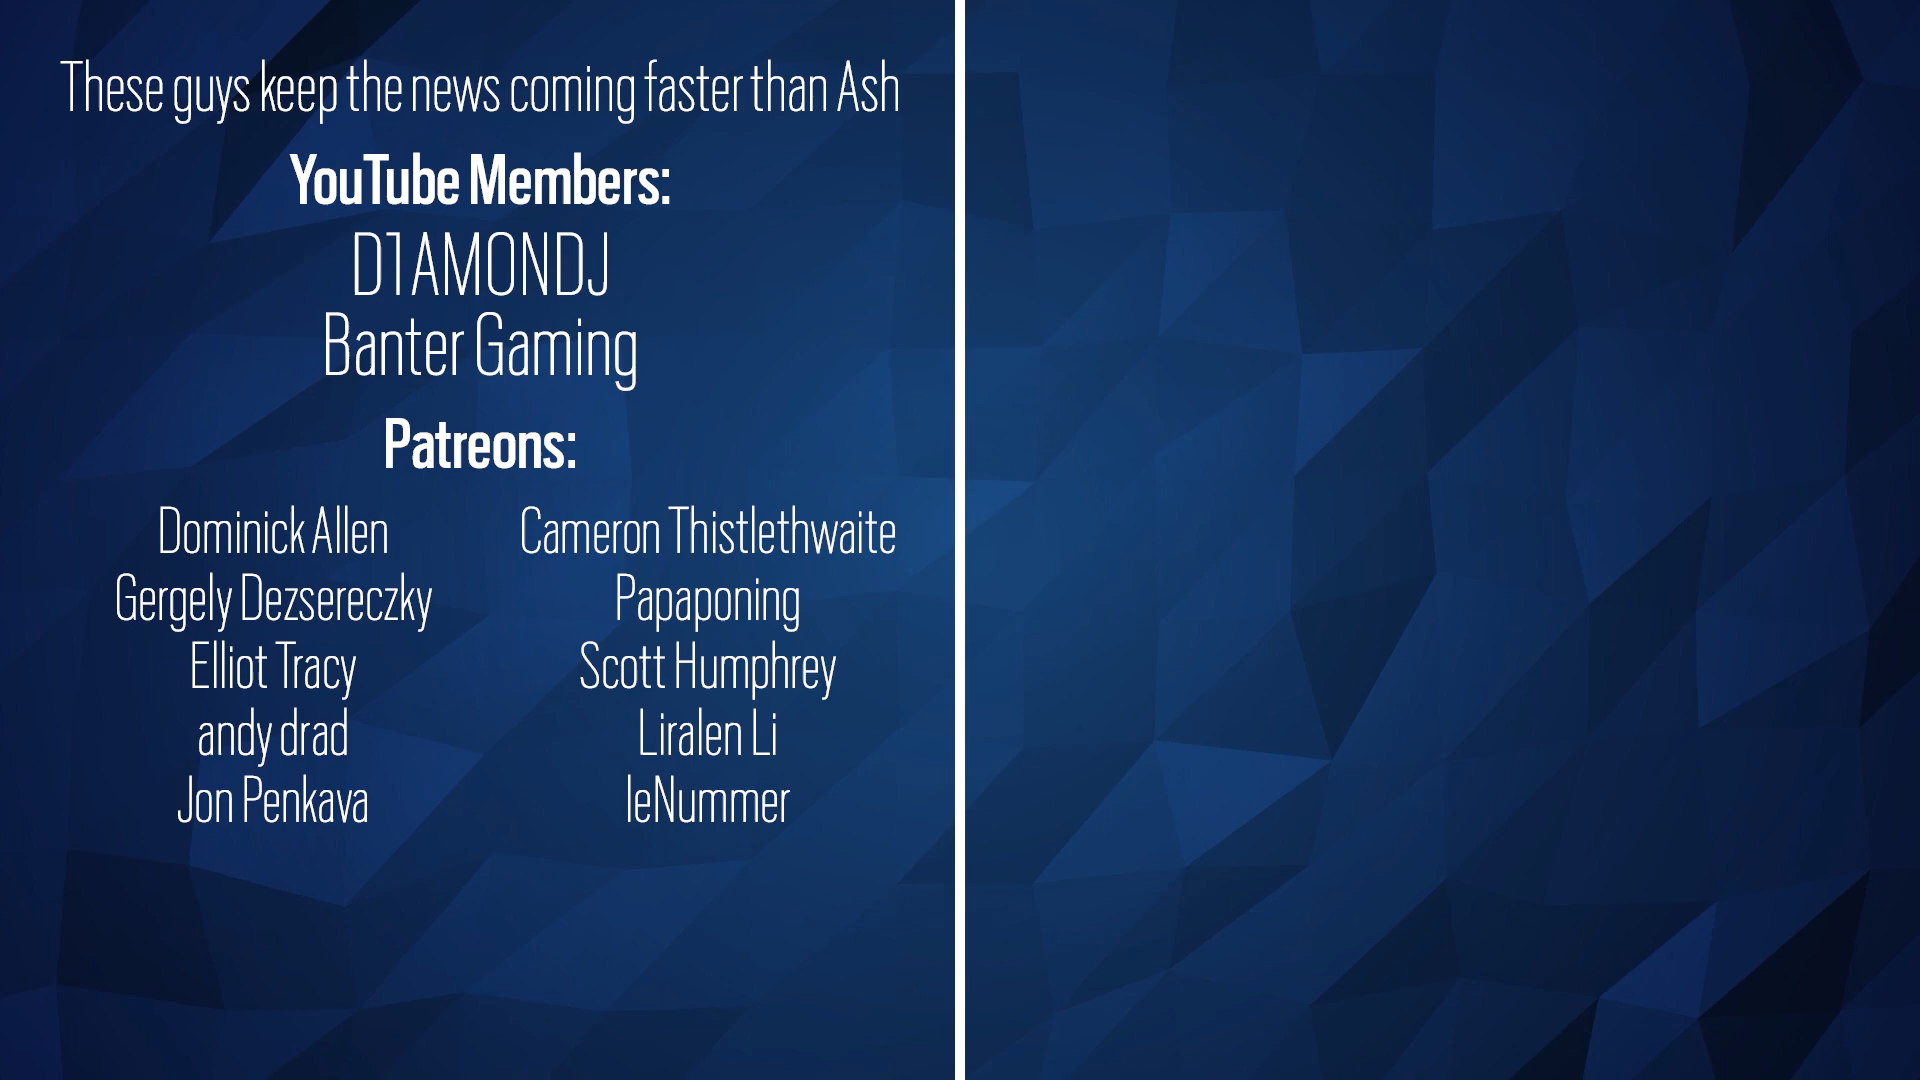 These guys keep the news coming faster than Ash
YouTube Members:
D1AMONDJ
Banter Gaming
Patreons:
Dominick Allen
Gergely Dezsereczky
Elliot Tracy
andy drad
Jon Penkava
Cameron Thistlethwaite
Papaponing
Scott Humphrey
Liralen Li
leNummer